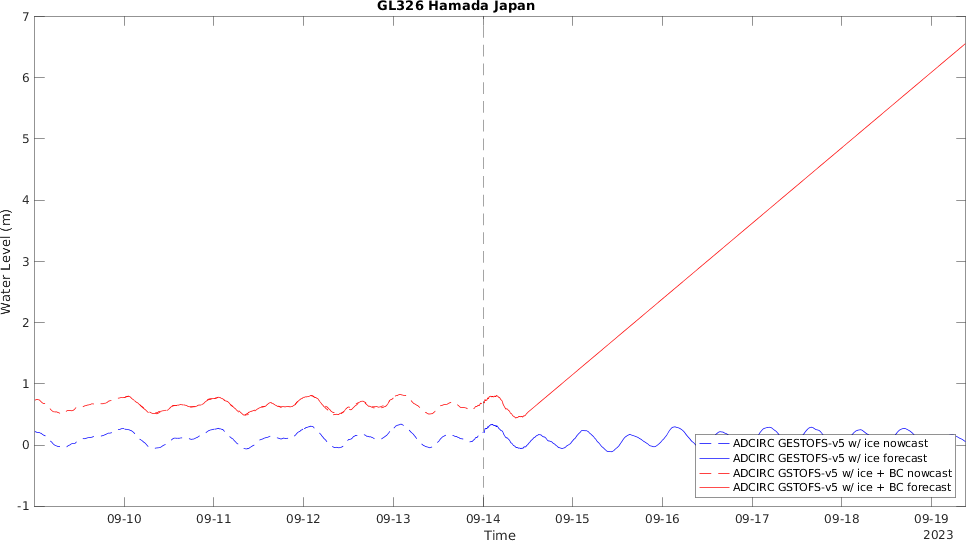 GL326 Hamada Japan
7
6
5
4
3
2
1
0
-1
Water Level (m)
ADCIRC GESTOFS-v5 w/ ice nowcast
ADCIRC GESTOFS-v5 w/ ice forecast
ADCIRC GSTOFS-v5 w/ ice + BC nowcast
ADCIRC GSTOFS-v5 w/ ice + BC forecast
09-10 09-11 09-12 09-13 09-14 09-15 09-16 09-17 09-18 09-19
Time
2023